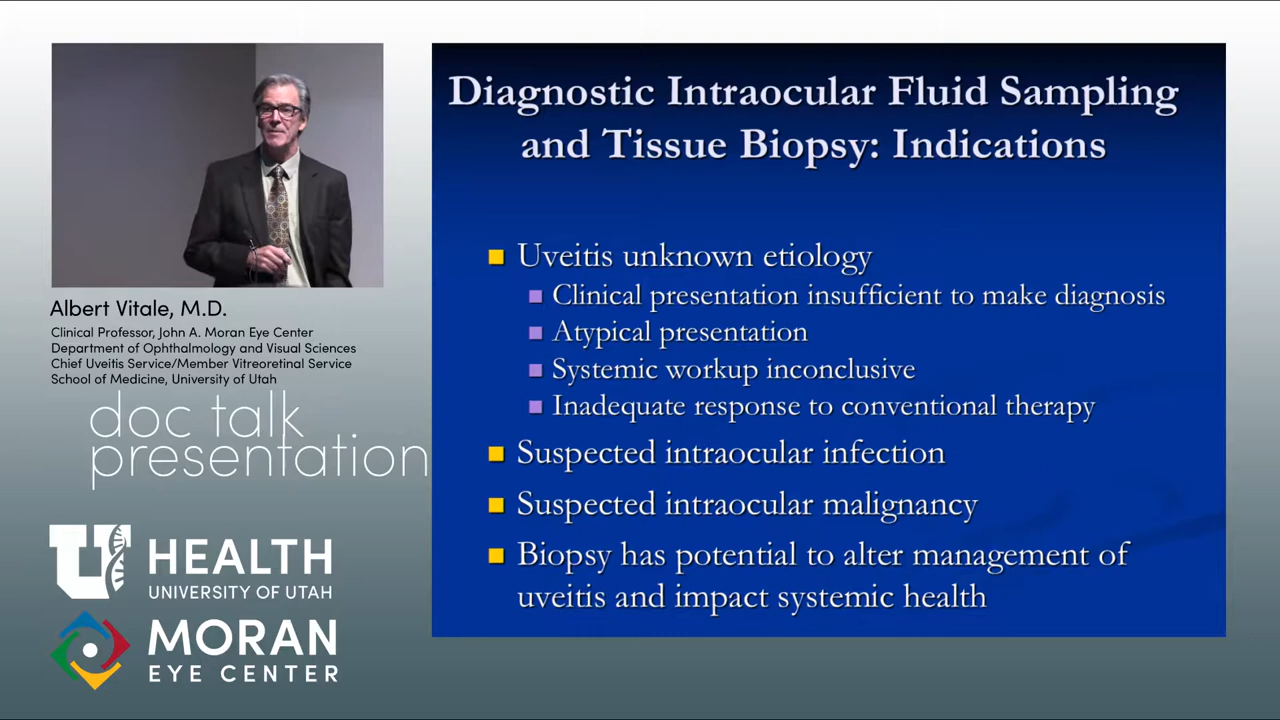 Albert Vitale, M.D.
Clinical Professor, John A. Moran Eye Center
Department of Ophthalmology and Visual Sciences
Chief Uveitis Service/Member Vitreoretinal Service
School of Medicine, University of Utah
doc talk
presentation
U HEALTH
UNIVERSITY OF UTAH
MORAN
EYE CENTER
Diagnostic Intraocular Fluid Sampling
and Tissue Biopsy: Indications
Uveitis unknown etiology
Clinical presentation insufficient to make diagnosis
Atypical presentation
Systemic workup inconclusive
Inadequate response to conventional therapy
Suspected intraocular infection
Suspected intraocular malignancy
Biopsy has potential to alter management of
uveitis and impact systemic health